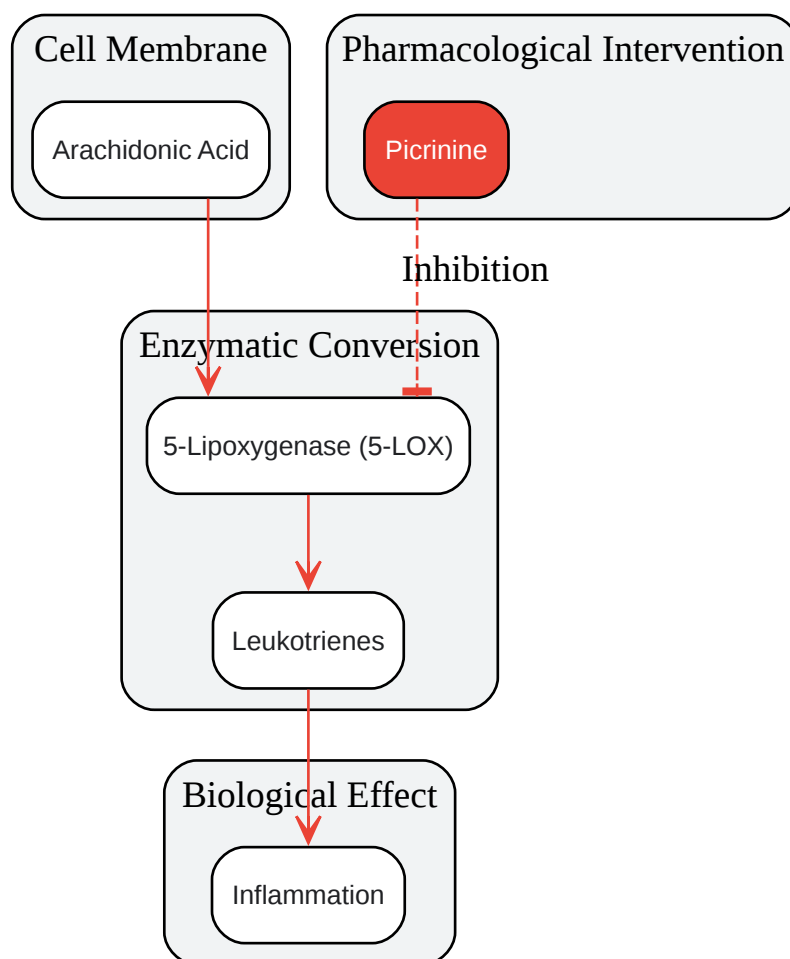 Cell Membrane
Pharmacological Intervention
Arachidonic Acid
Picrinine
Inhibition
Enzymatic Conversion
5-Lipoxygenase (5-LOX)
Leukotrienes
Biological Effect
Inflammation